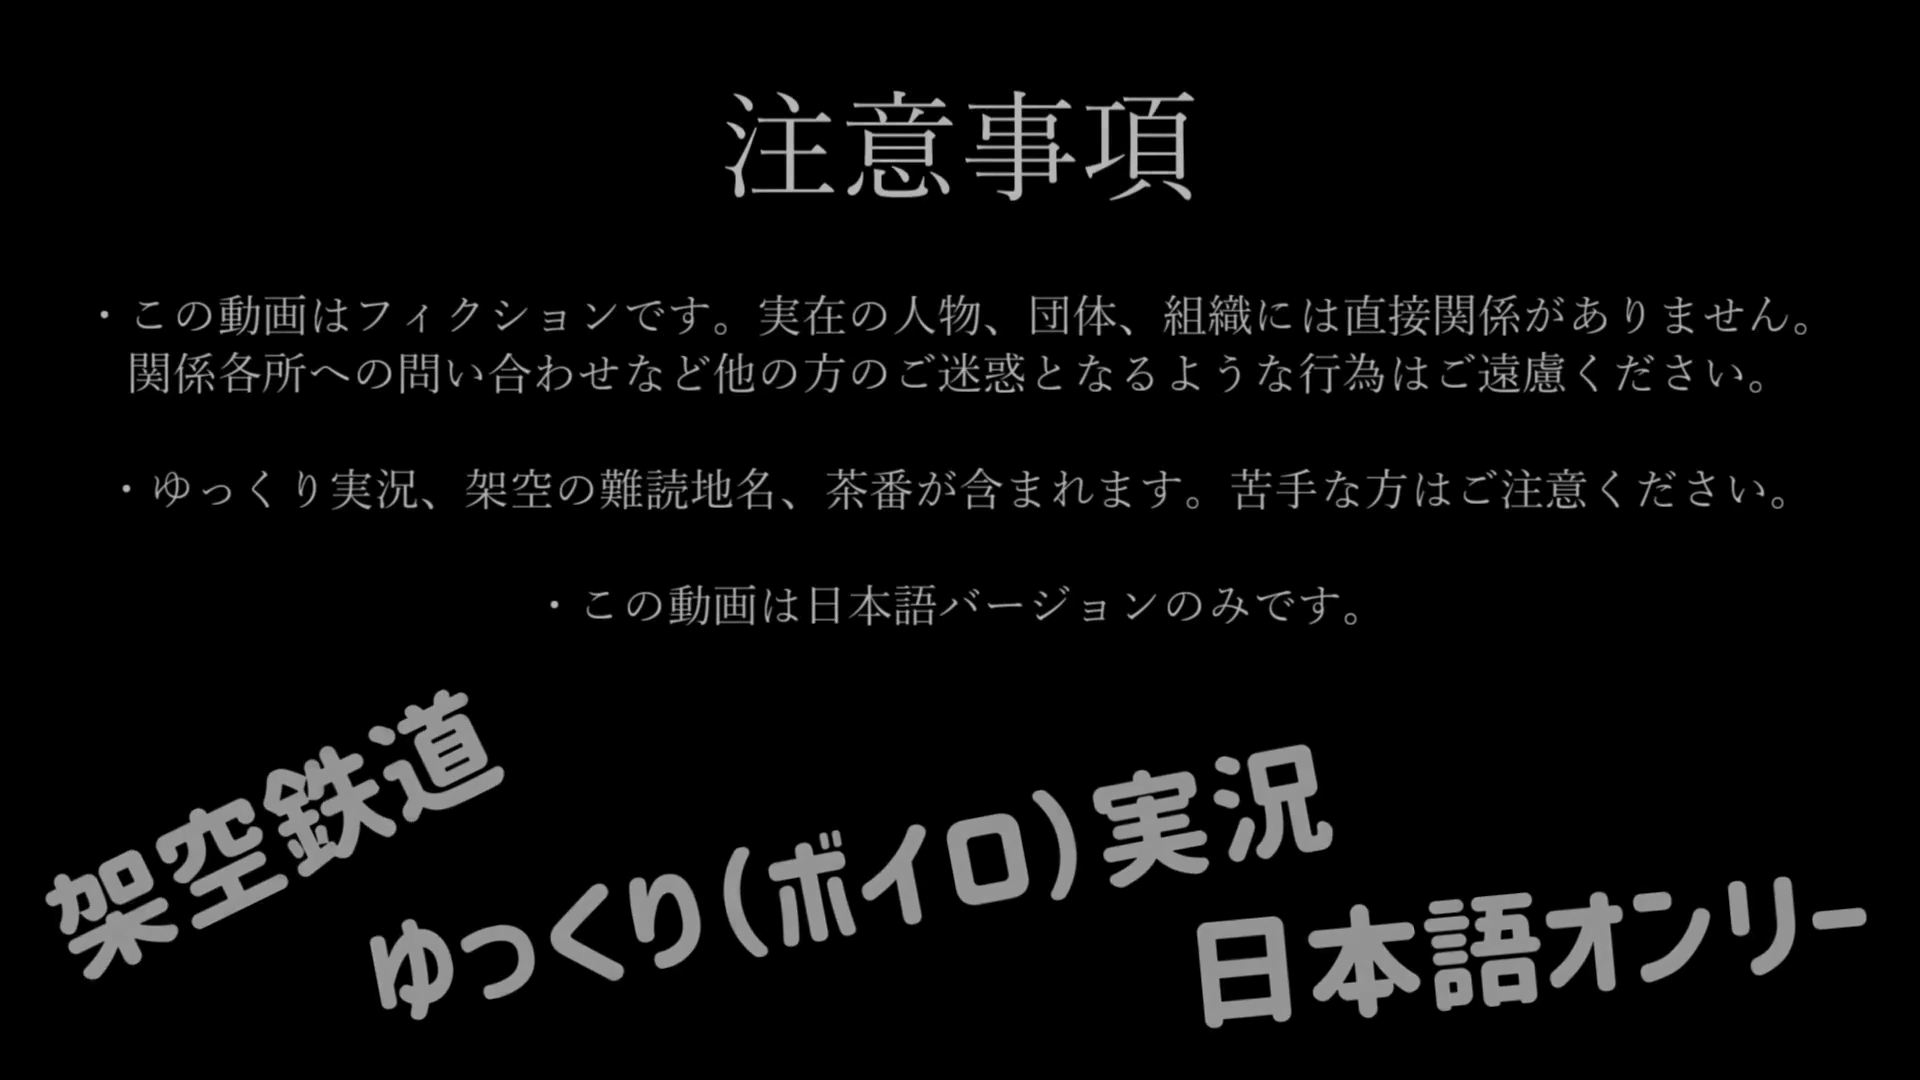 注意事項
・この動画はフィクションです。実在の人物、団体、組織には直接関係がありません。
関係各所への問い合わせなど他の方のご迷惑となるような行為はご遠慮ください。
・ゆっくり実況、架空の難読地名、茶番が含まれます。苦手な方はご注意ください。
・この動画は日本語バージョンのみです。
架空鉄道
ゆっくり(ボイロ)実況
日本語オンリー